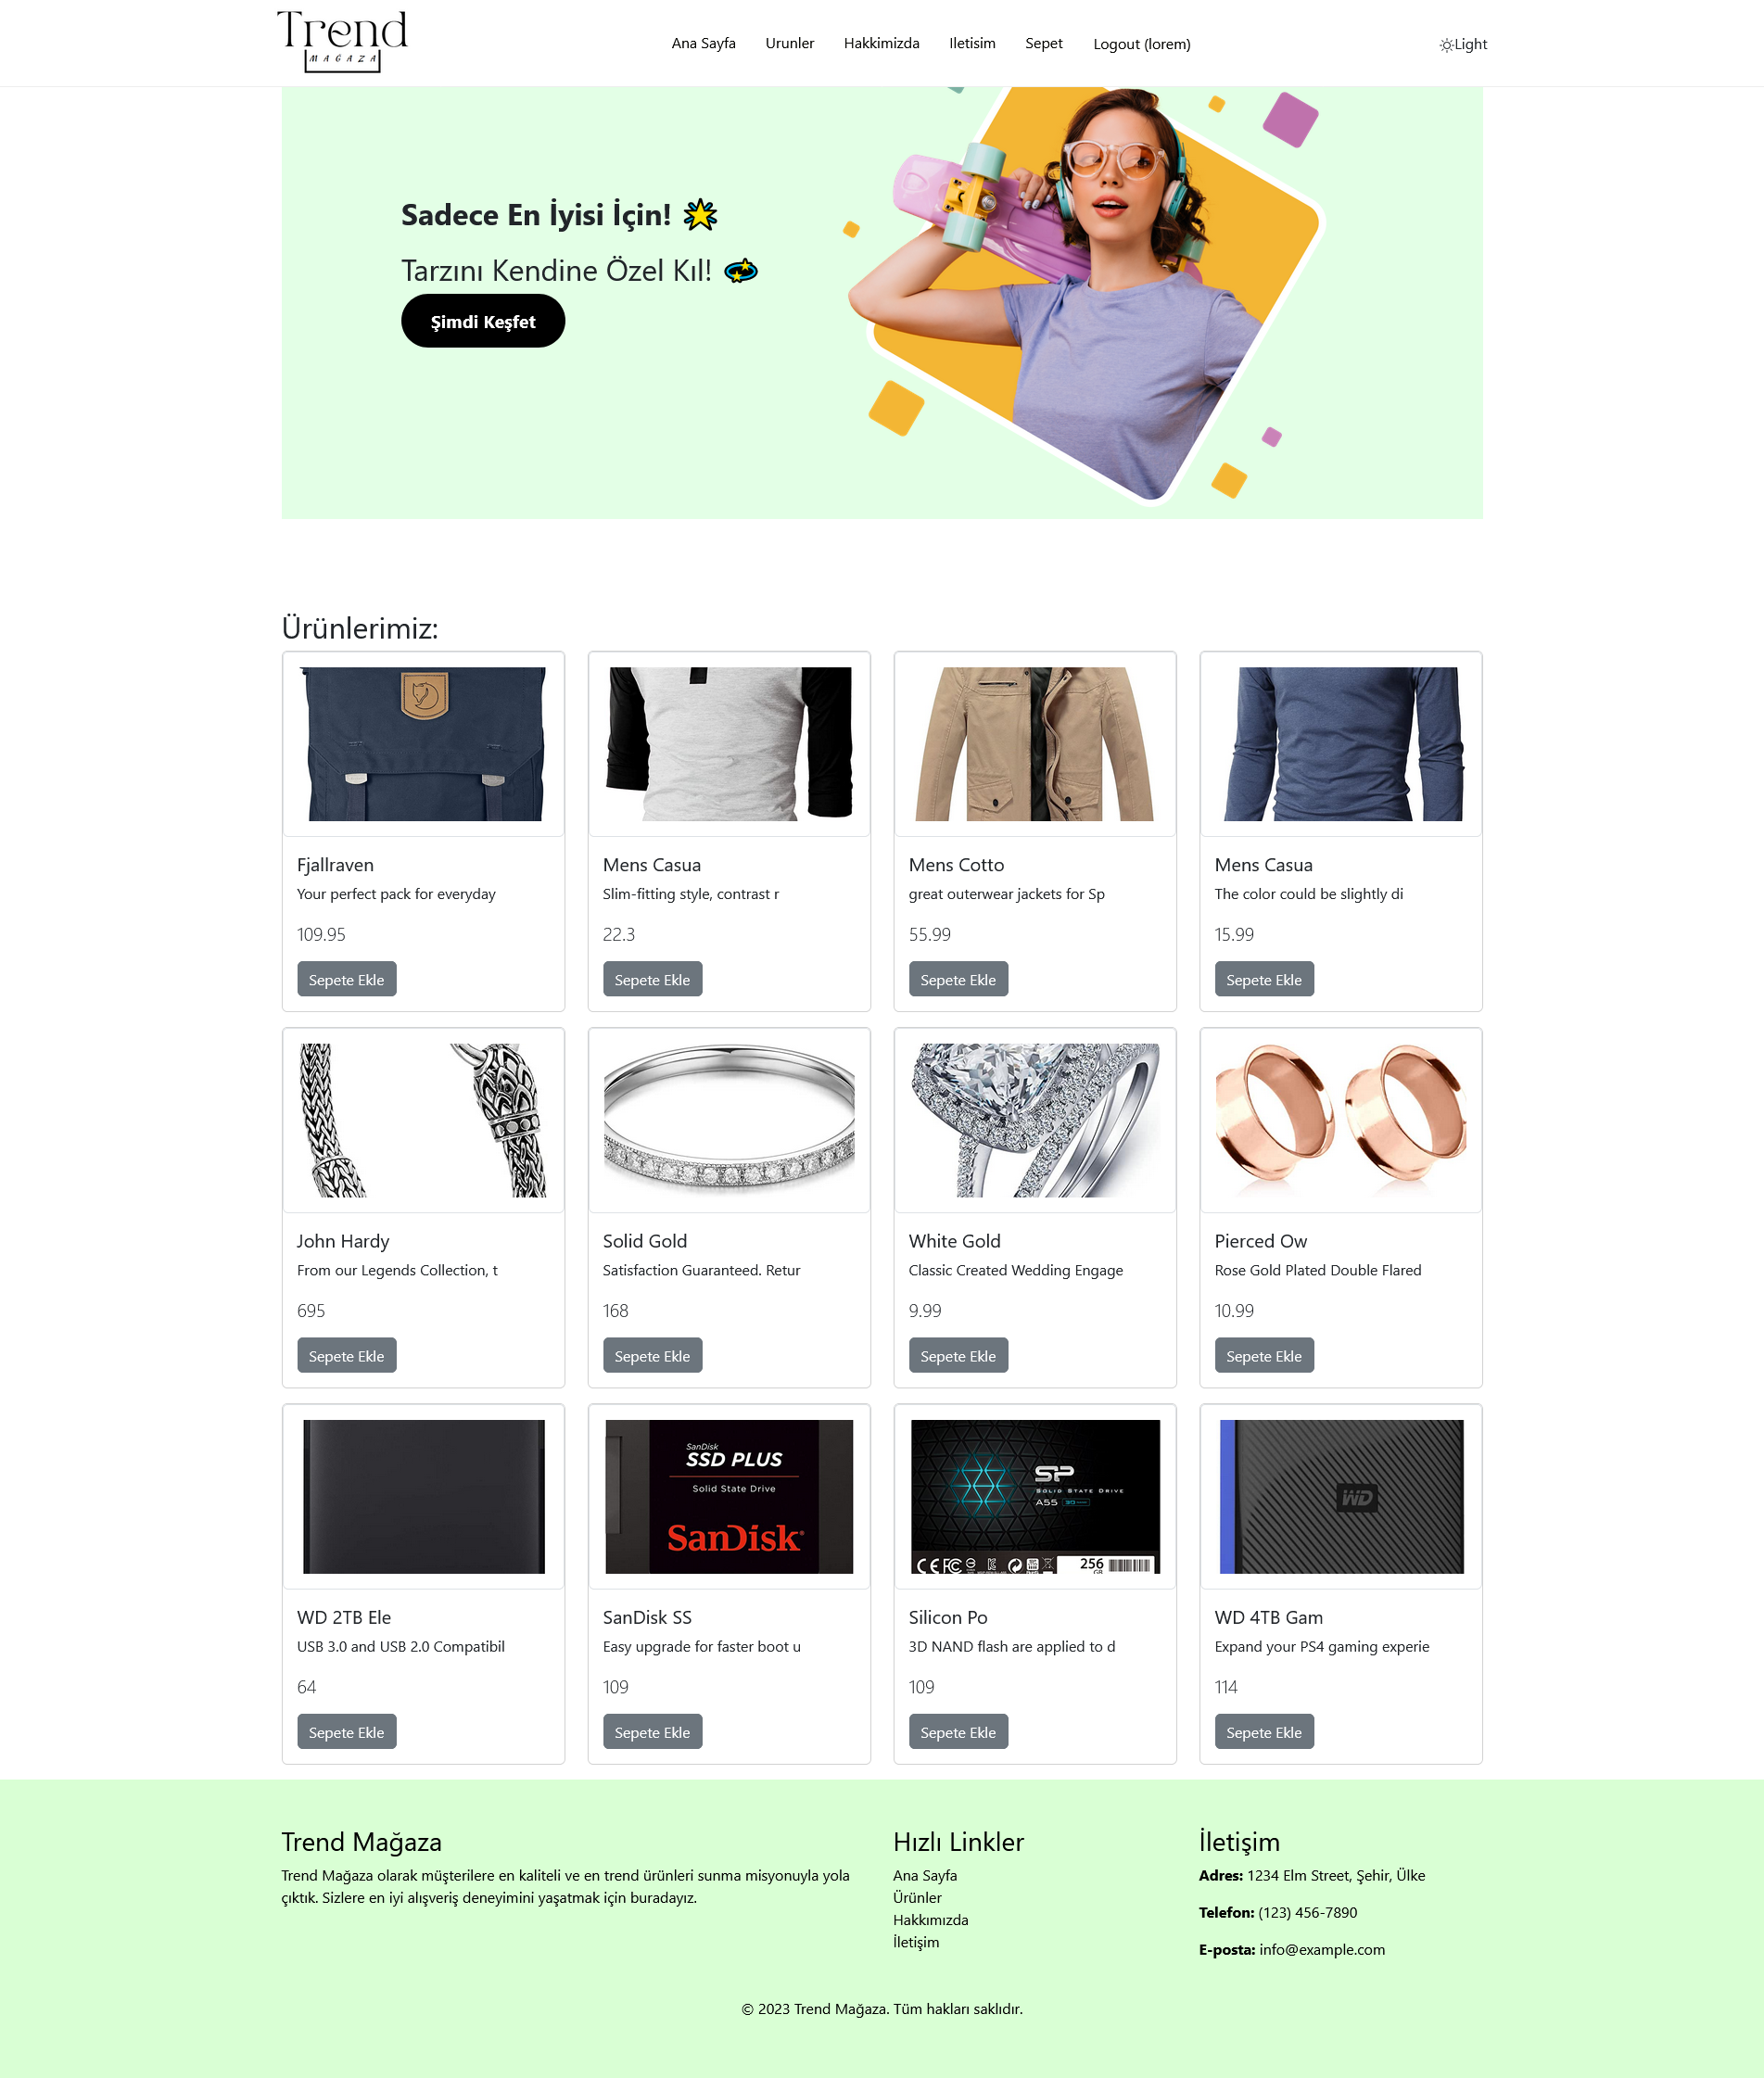 Trend
MAGAZA
Ana Sayfa Urunler Hakkimizda Iletisim Sepet Logout (lorem) Light
Sadece En İyisi İçin!
Tarzını Kendine Özel Kıl!
Şimdi Keşfet
Ürünlerimiz:
Fjallraven Mens Casua Mens Cotto Mens Casua
Your perfect pack for everyday Slim-fitting style, contrast r great outerwear jackets for Sp The color could be slightly di
109.95 22.3 55.99 15.99
Sepete Ekle Sepete Ekle Sepete Ekle Sepete Ekle
John Hardy Solid Gold White Gold Pierced Ow
From our Legends Collection, t Satisfaction Guaranteed. Retur Classic Created Wedding Engage Rose Gold Plated Double Flared
695 168 9.99 10.99
Sepete Ekle Sepete Ekle Sepete Ekle Sepete Ekle
SanDisk
SSD PLUS
Solid State Drive
SanDisk
SP
SOLID STATE DRIVE
A55
256
GB
WD
WD 2TB Ele SanDisk SS Silicon Po WD 4TB Gam
USB 3.0 and USB 2.0 Compatibil Easy upgrade for faster boot u 3D NAND flash are applied to d Expand your PS4 gaming experie
64 109 109 114
Sepete Ekle Sepete Ekle Sepete Ekle Sepete Ekle
Trend Mağaza
Trend Mağaza olarak müşterilere en kaliteli ve en trend ürünleri sunma misyonuyla yola
çıktık. Sizlere en iyi alışveriş deneyimini yaşatmak için buradayız.
Hızlı Linkler
Ana Sayfa
Ürünler
Hakkımızda
İletişim
İletişim
Adres: 1234 Elm Street, Şehir, Ülke
Telefon: (123) 456-7890
E-posta: info@example.com
© 2023 Trend Mağaza. Tüm hakları saklıdır.